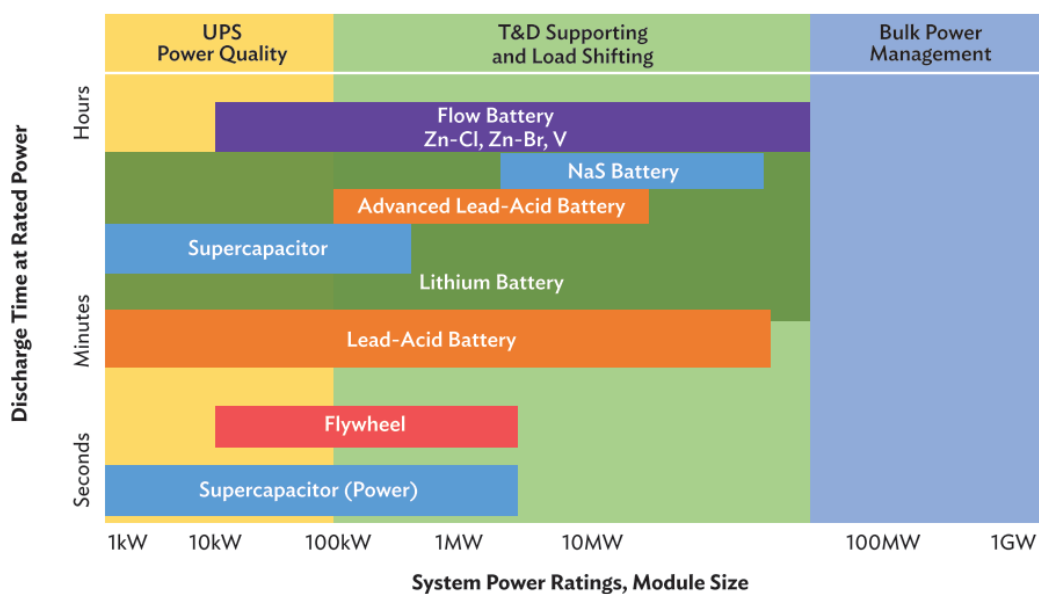 UPS
Power Quality
T&D Supporting
and Load Shifting
Bulk Power
Management
Discharge Time at Rated Power
Hours
Minutes
Seconds
Flow Battery
Zn-Cl, Zn-Br, V
NaS Battery
Advanced Lead-Acid Battery
Supercapacitor
Lithium Battery
Lead-Acid Battery
Flywheel
Supercapacitor (Power)
1kW 10kW 100kW 1MW 10MW 100MW 1GW
System Power Ratings, Module Size